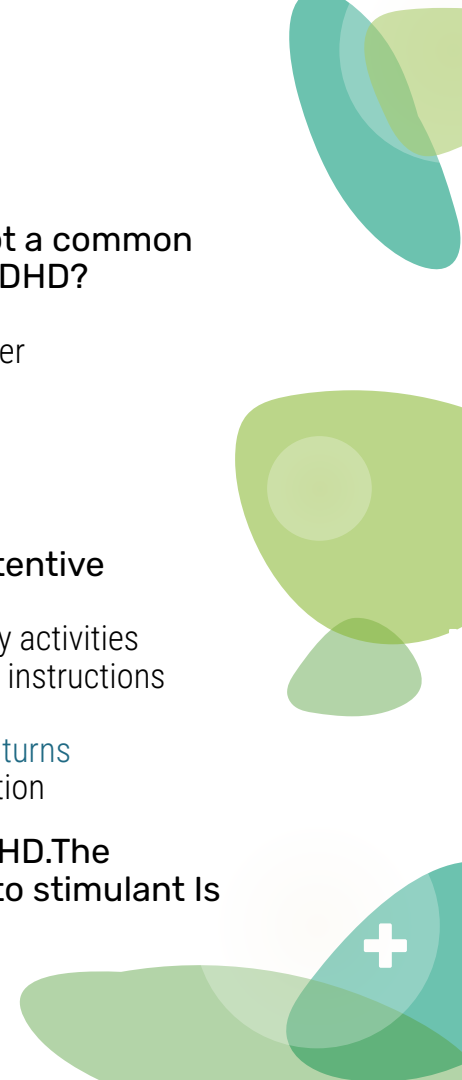 ot a common
DHD?
er
tentive
y activities
instructions
turns
tion
HD.The
to stimulant Is